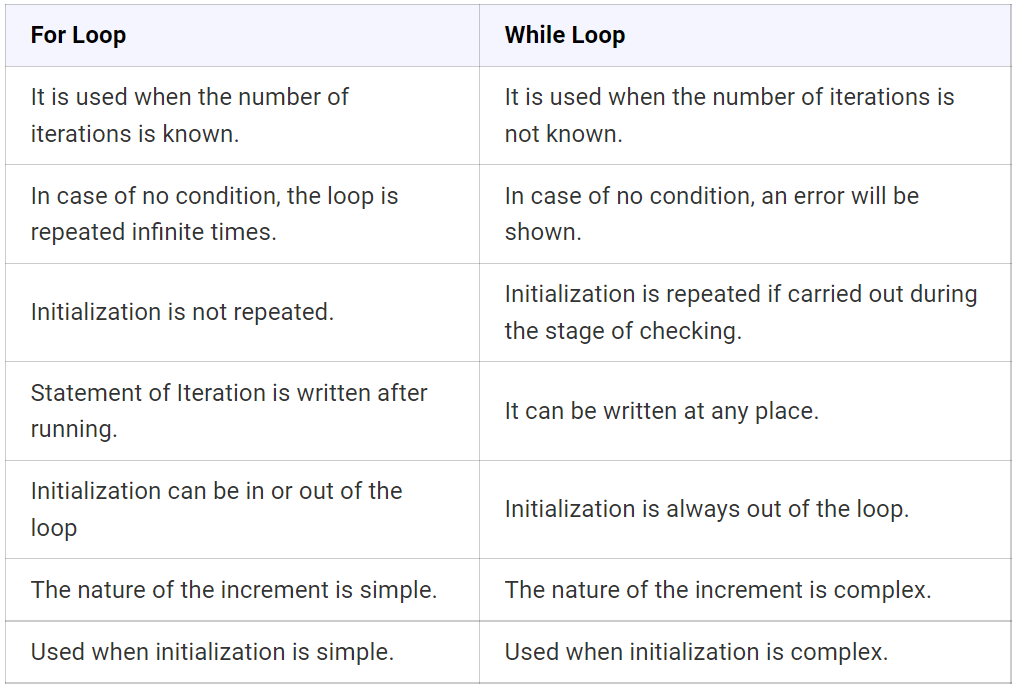 For Loop
While Loop
It is used when the number of
iterations is known.
It is used when the number of iterations is
not known.
In case of no condition, the loop is
repeated infinite times.
In case of no condition, an error will be
shown.
Initialization is not repeated.
Initialization is repeated if carried out during
the stage of checking.
Statement of Iteration is written after
running.
It can be written at any place.
Initialization can be in or out of the
loop
Initialization is always out of the loop.
The nature of the increment is simple.
The nature of the increment is complex.
Used when initialization is simple.
Used when initialization is complex.